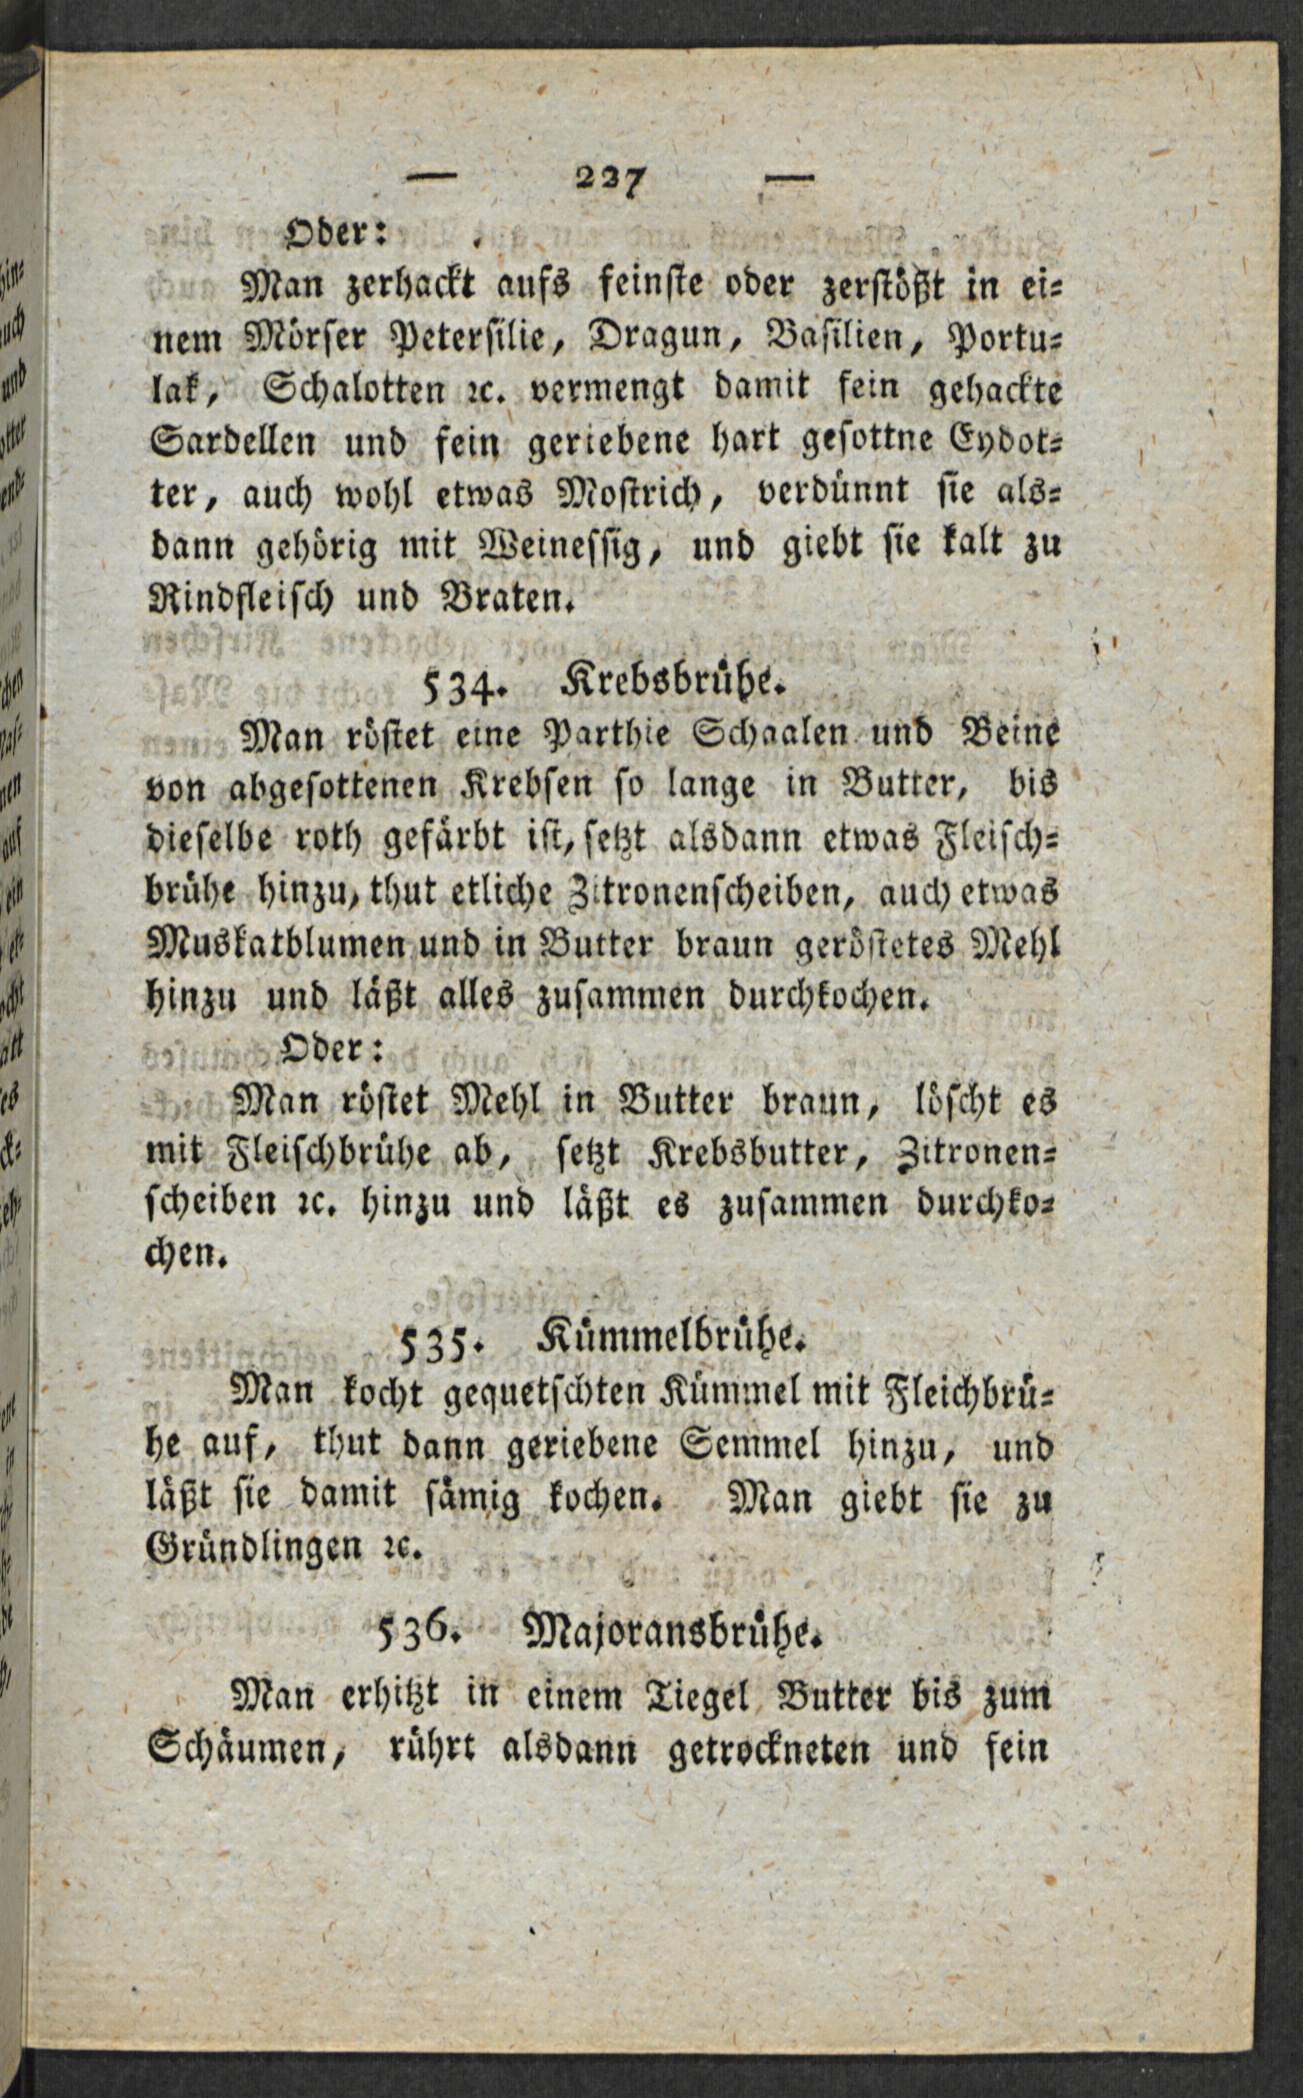 — 227 —
Oder:
Man zerhackt aufs feinste oder zerstößt in ei-
nem Mörser Petersilie, Dragun, Basilien, Portu-
lak, Schalotten ꝛc. vermengt damit fein gehackte
Sardellen und fein geriebene hart gesottne Eydot-
ter, auch wohl etwas Mostrich, verdünnt sie als-
dann gehörig mit Weinessig, und giebt sie kalt zu
Rindfleisch und Braten.
534. Krebsbrühe.
Man röstet eine Parthie Schaalen und Beine
von abgesottenen Krebsen so lange in Butter, bis
dieselbe roth gefärbt ist, setzt alsdann etwas Fleisch-
brühe hinzu, thut etliche Zitronenscheiben, auch etwas
Muskatblumen und in Butter braun geröstetes Mehl
hinzu und läßt alles zusammen durchkochen.
Oder:
Man röstet Mehl in Butter braun, löscht es
mit Fleischbrühe ab, setzt Krebsbutter, Zitronen-
scheiben ꝛc. hinzu und läßt es zusammen durchko-
chen.
535. Kümmelbrühe.
Man kocht gequetschten Kümmel mit Fleichbrü-
he auf, thut dann geriebene Semmel hinzu, und
läßt sie damit sämig kochen. Man giebt sie zu
Gründlingen ꝛc.
536. Majoransbrühe.
Man erhitzt in einem Tiegel Butter bis zum
Schäumen, rührt alsdann getrockneten und fein